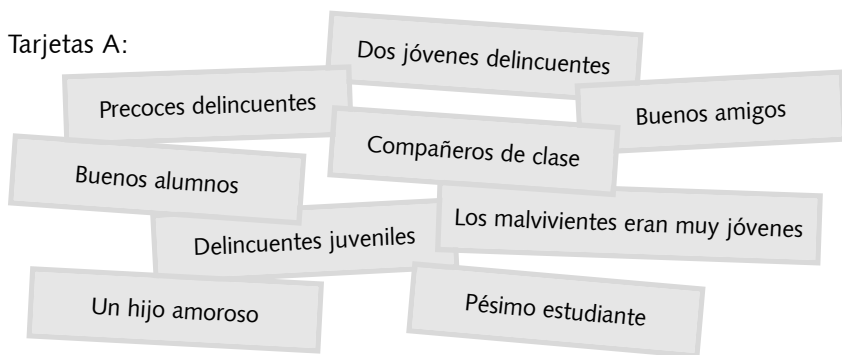 Tarjetas A:
Dos jóvenes delincuentes
Precoces delincuentes
Buenos amigos
Compañeros de clase
Buenos alumnos
Los malvivientes eran muy jóvenes
Delincuentes juveniles
Un hijo amoroso
Pésimo estudiante